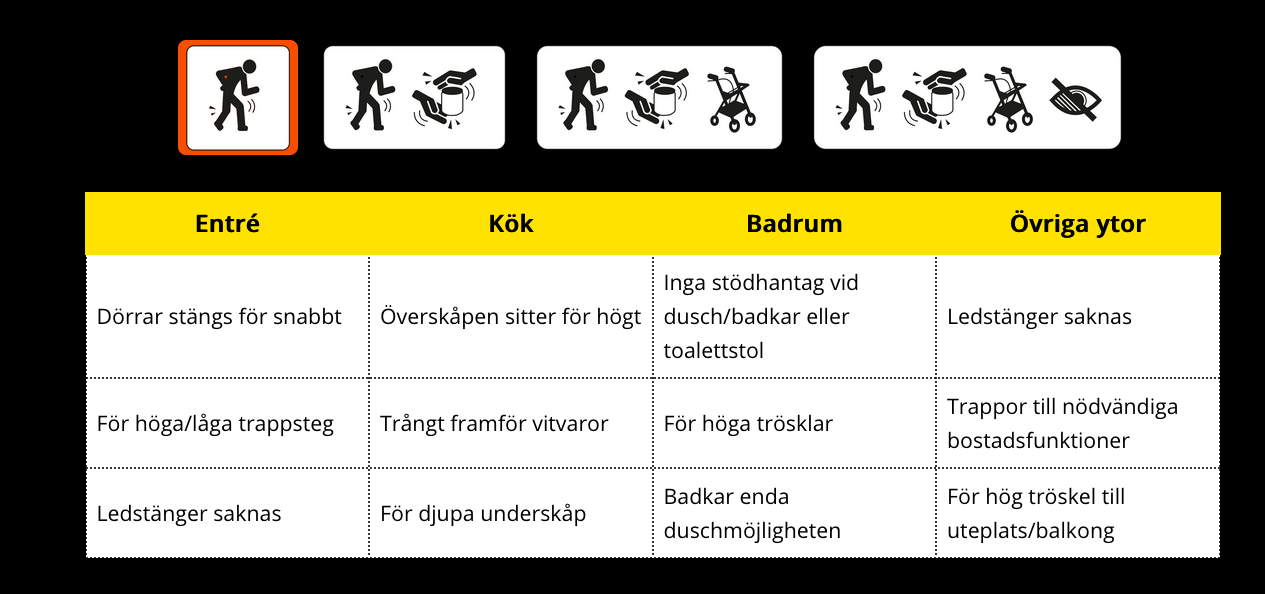 Entré
Kök
Badrum
Övriga ytor
Dörrar stängs för snabbt
Överskåpen sitter för högt
Inga stödhantag vid
dusch/badkar eller
toalettstol
Ledstänger saknas
För höga/låga trappsteg
Trångt framför vitvaror
För höga trösklar
Trappor till nödvändiga
bostadsfunktioner
Ledstänger saknas
För djupa underskåp
Badkar enda
duschmöjligheten
För hög tröskel till
uteplats/balkong